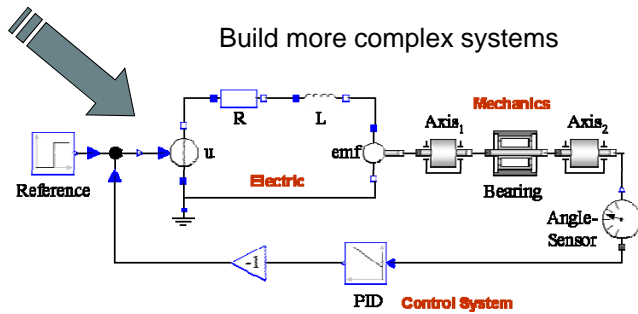 Build more complex systems
Mechanics
R
L
Axis1
Axis2
u
emf
Reference
Electric
Bearing
Angle-
Sensor
-1
PID
Control System